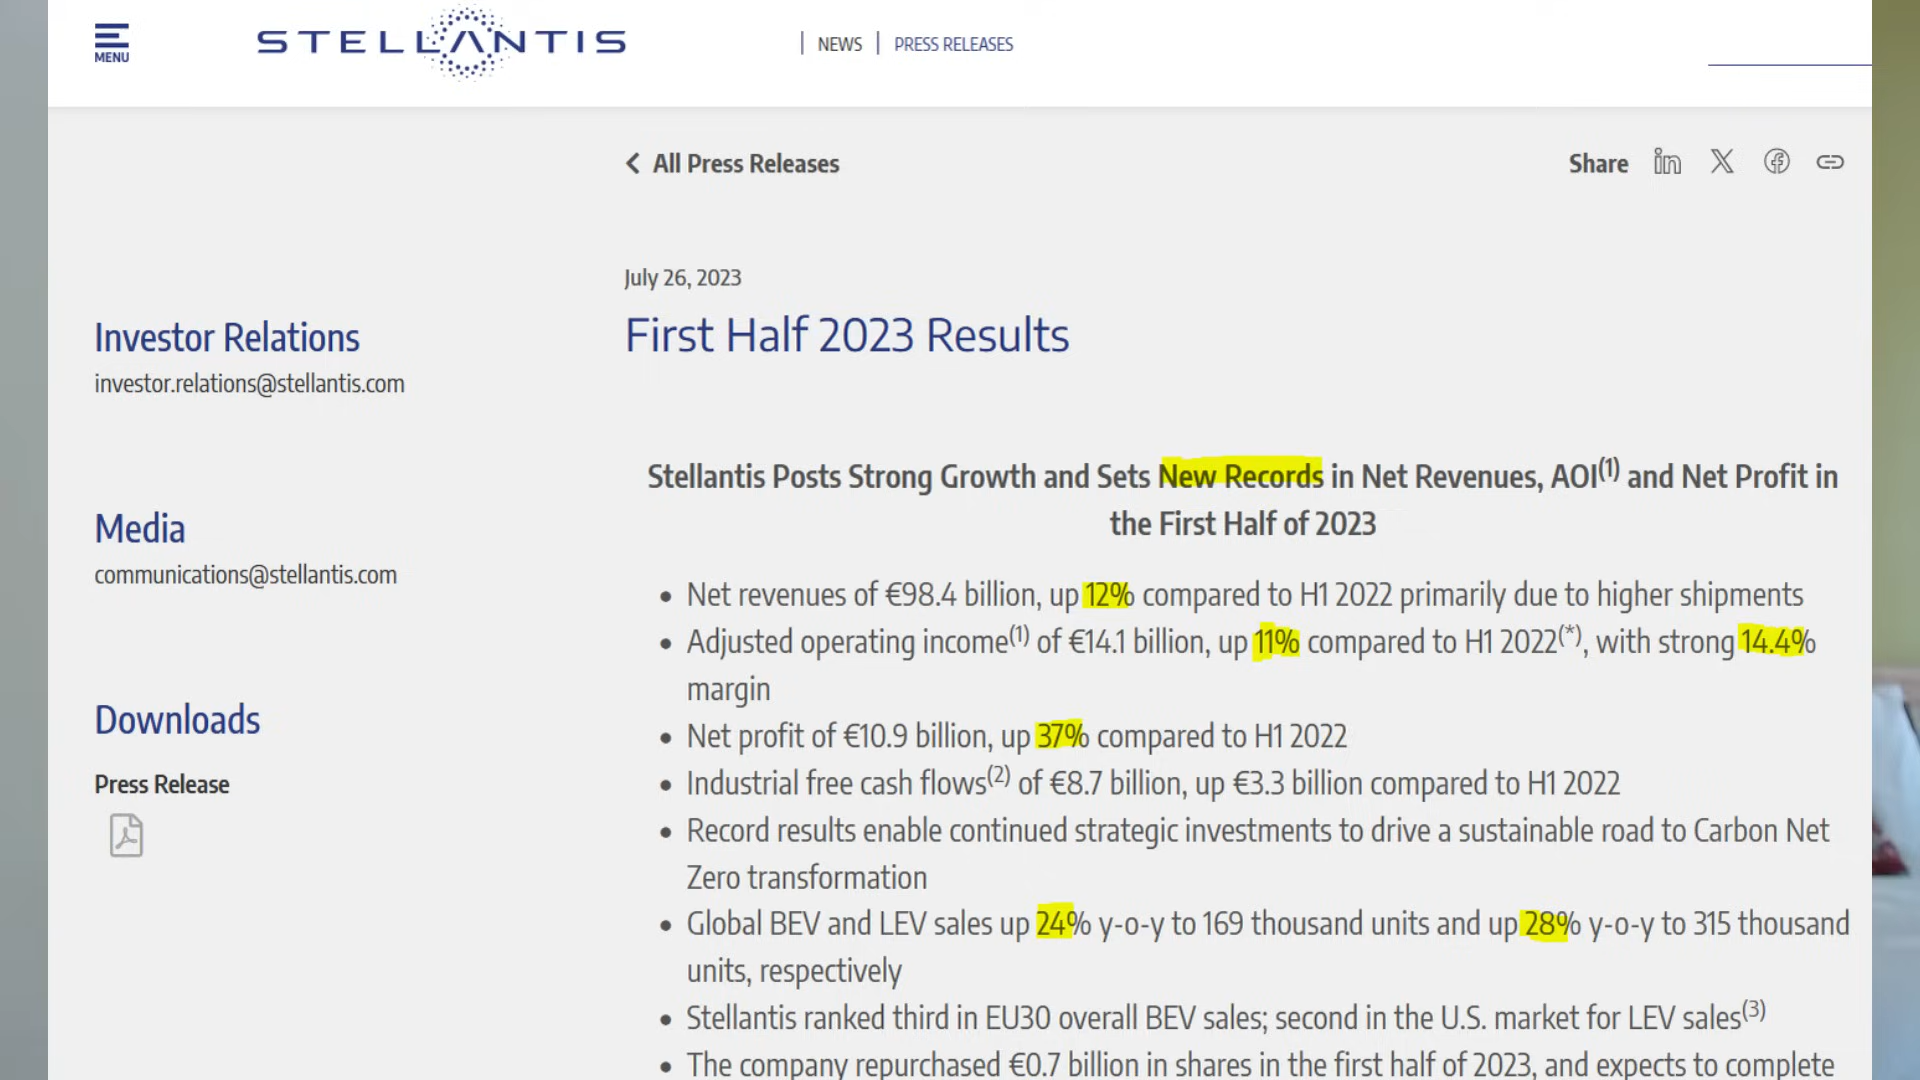 MENU
STELLANTIS
NEWS
PRESS RELEASES
All Press Releases
Share
July 26, 2023
First Half 2023 Results
Investor Relations
investor.relations@stellantis.com
Media
communications@stellantis.com
Downloads
Press Release
Stellantis Posts Strong Growth and Sets New Records in Net Revenues, AOI(1) and Net Profit in
the First Half of 2023
• Net revenues of €98.4 billion, up 12% compared to H1 2022 primarily due to higher shipments
• Adjusted operating income(1) of €14.1 billion, up 11% compared to H1 2022(*), with strong 14.4%
margin
• Net profit of €10.9 billion, up 37% compared to H1 2022
• Industrial free cash flows(2) of €8.7 billion, up €3.3 billion compared to H1 2022
• Record results enable continued strategic investments to drive a sustainable road to Carbon Net
Zero transformation
• Global BEV and LEV sales up 24% y-o-y to 169 thousand units and up 28% y-o-y to 315 thousand
units, respectively
• Stellantis ranked third in EU30 overall BEV sales; second in the U.S. market for LEV sales(3)
• The company repurchased €0.7 billion in shares in the first half of 2023, and expects to complete